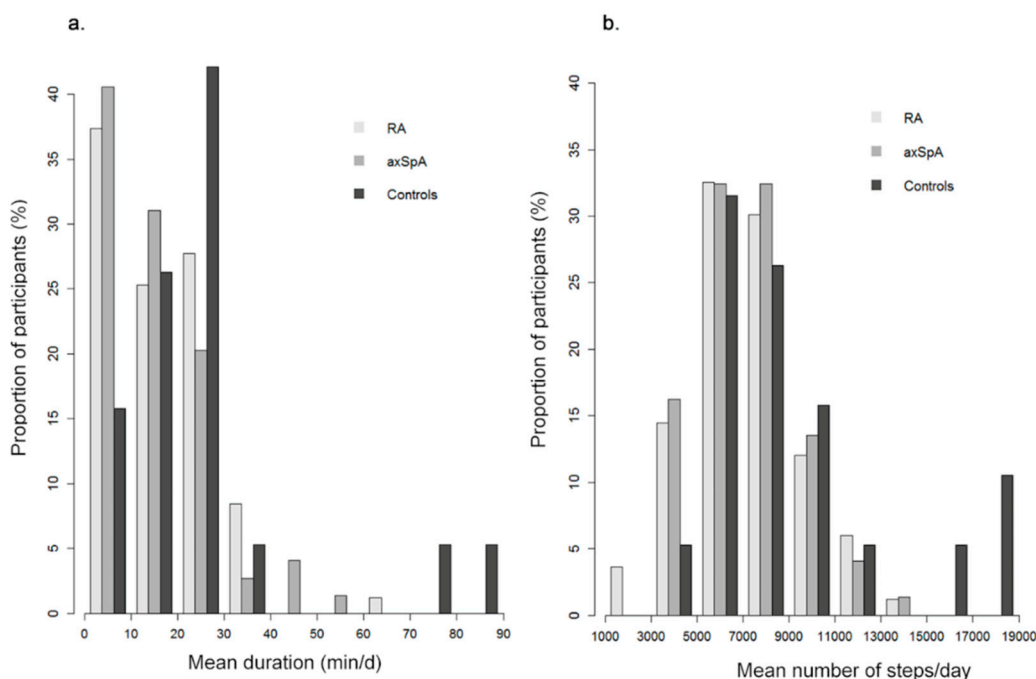 a.
Proportion of participants (%)
40
35
30
25
20
15
10
5
0
RA
axSpA
Controls
0 10 20 30 40 50 60 70 80 90
Mean duration (min/d)
b.
Proportion of participants (%)
40
35
30
25
20
15
10
5
0
RA
axSpA
Controls
1000 3000 5000 7000 9000 11000 13000 15000 17000 19000
Mean number of steps/day